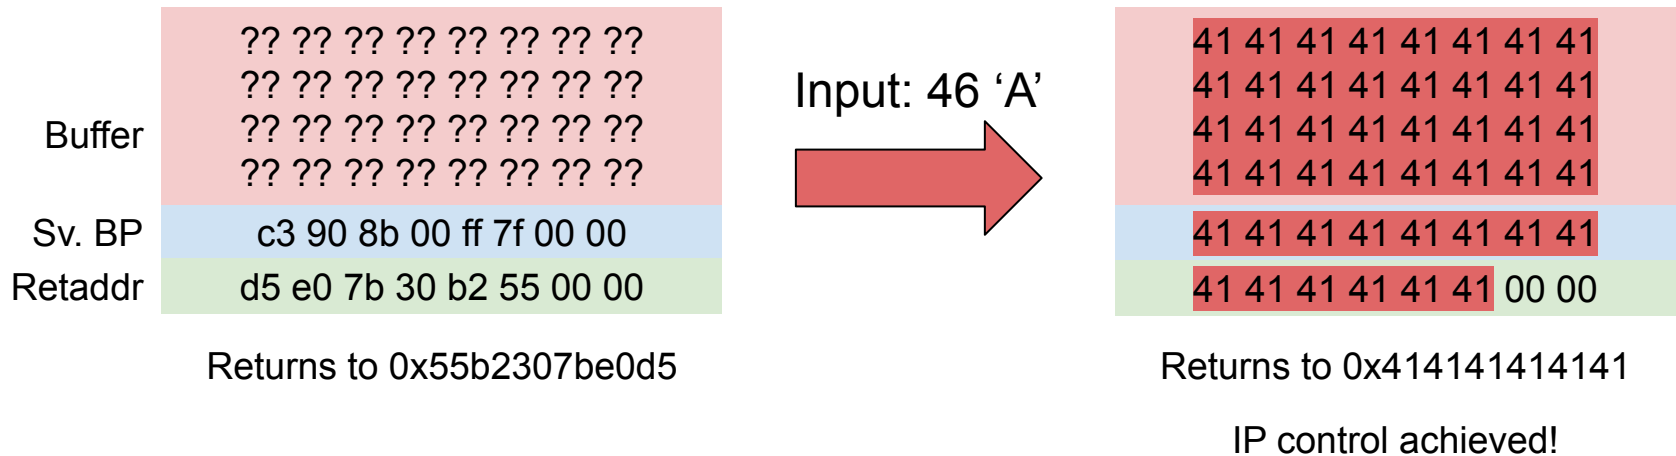 ?? ?? ?? ?? ?? ?? ?? ??
?? ?? ?? ?? ?? ?? ?? ??
Buffer
?? ?? ?? ?? ?? ?? ?? ??
?? ?? ?? ?? ?? ?? ?? ??
Sv. BP c3 90 8b 00 ff 7f 00 00
Retaddr d5 e0 7b 30 b2 55 00 00
Returns to 0x55b2307be0d5
Input: 46 ‘A’
41 41 41 41 41 41 41 41
41 41 41 41 41 41 41 41
41 41 41 41 41 41 41 41
41 41 41 41 41 41 41 41
41 41 41 41 41 41 41 41
41 41 41 41 41 41 00 00
Returns to 0x414141414141
IP control achieved!